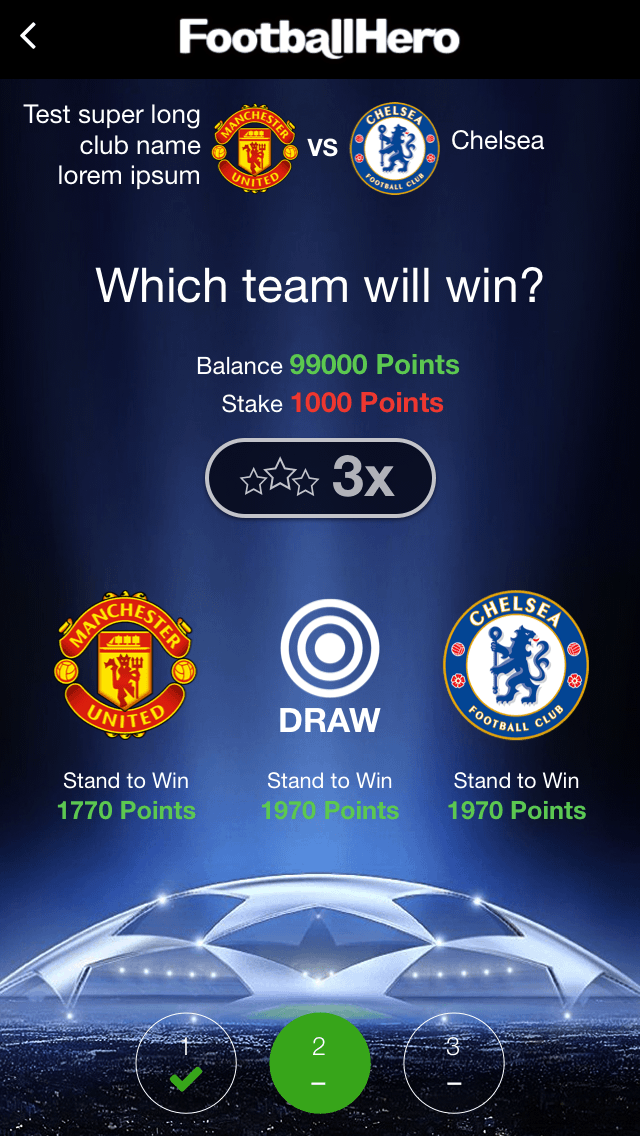 FootballHero
Test super long
club name
lorem ipsum
MANCHESTER
UNITED
VS
CHELSEA
FOOTBALL CLUB
Chelsea
Which team will win?
Balance 99000 Points
Stake 1000 Points
3x
MANCHESTER
UNITED
DRAW
CHELSEA
FOOTBALL CLUB
Stand to Win Stand to Win Stand to Win
1770 Points 1970 Points 1970 Points
1 2 3
– –